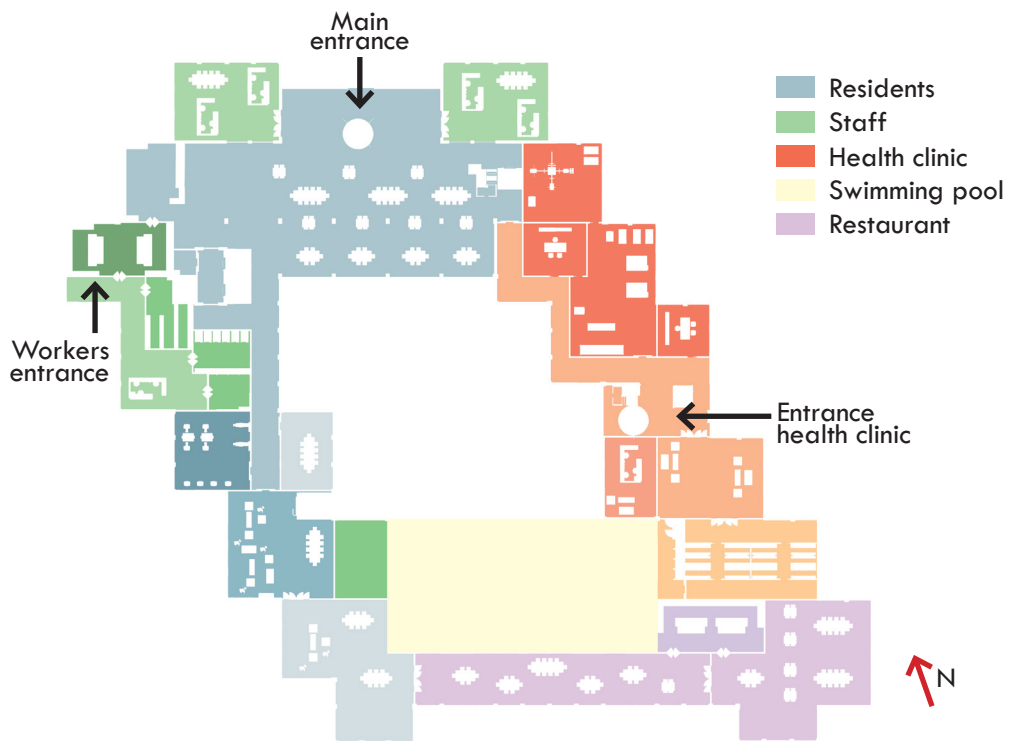 Main
entrance
Residents
Staff
Health clinic
Swimming pool
Restaurant
Workers
entrance
Entrance
health clinic
N